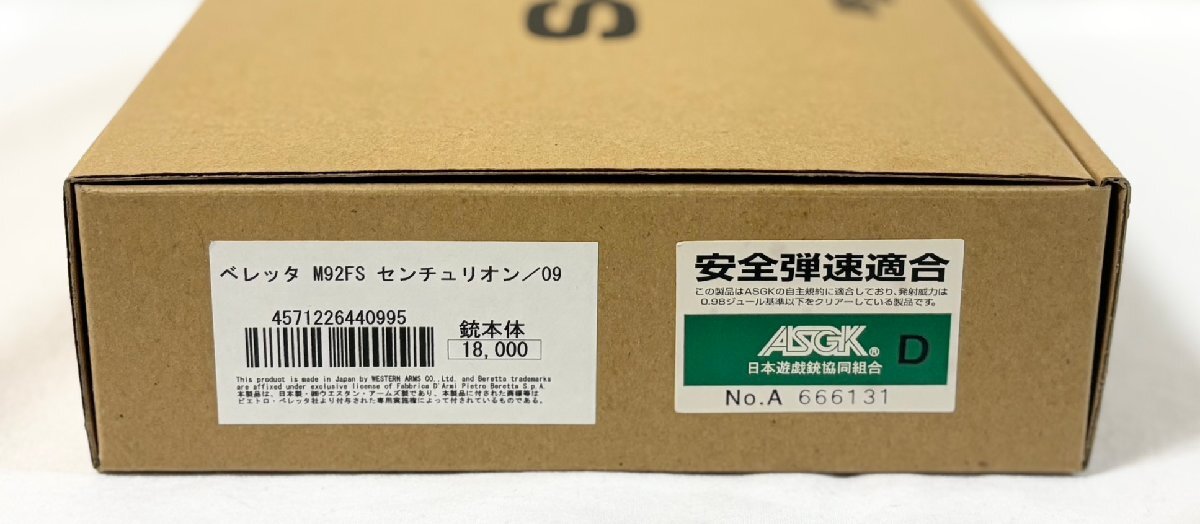 S
ベレッタ M92FS センチュリオン／09
4571226440995
銃本体
18,000
This product is made in Japan by WESTERN ARMS CO.,Ltd. and Beretta trademarks
are affixed under exclusive license of Fabbrica D'Armi Pietro Beretta S.p.A.
本製品は、日本製・㈱ウエスタン・アームズ製であり、本製品に付された商標等は
ピエトロ・ベレッタ社より付与された専用実施権によって付されているものである。
安全弾速適合
この製品はASGKの自主規約に適合しており、発射威力は
0.98ジュール基準以下をクリアーしている製品です。
ASGK® D
日本遊戯銃協同組合
No.A 666131